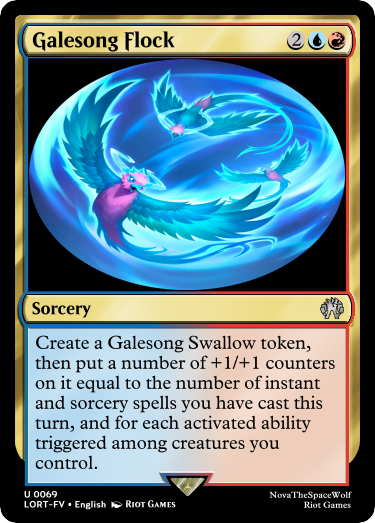 Galesong Flock 2
Sorcery
Create a Galesong Swallow token,
then put a number of +1/+1 counters
on it equal to the number of instant
and sorcery spells you have cast this
turn, and for each activated ability
triggered among creatures you
control.
U 0069
LORT-FV • English RIOT GAMES
NovaTheSpaceWolf
Riot Games